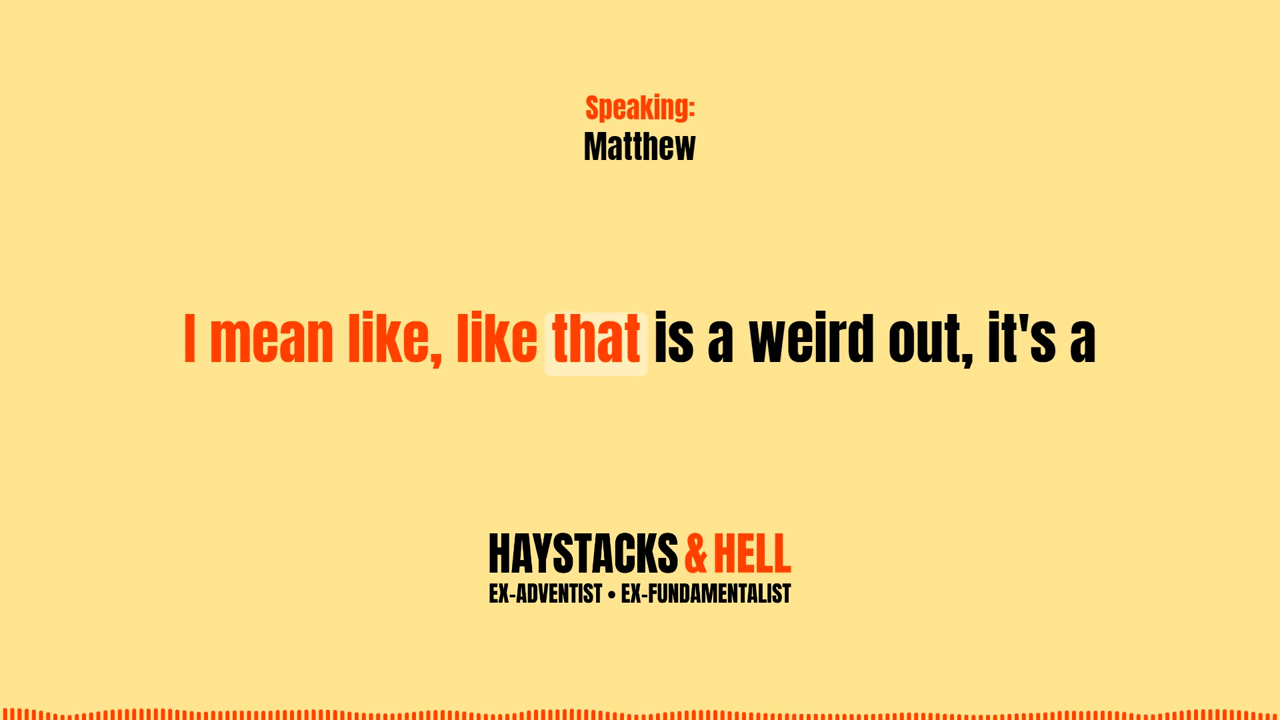 Speaking:
Matthew
I mean like, like that is a weird out, it's a
HAYSTACKS & HELL
EX-ADVENTIST • EX-FUNDAMENTALIST